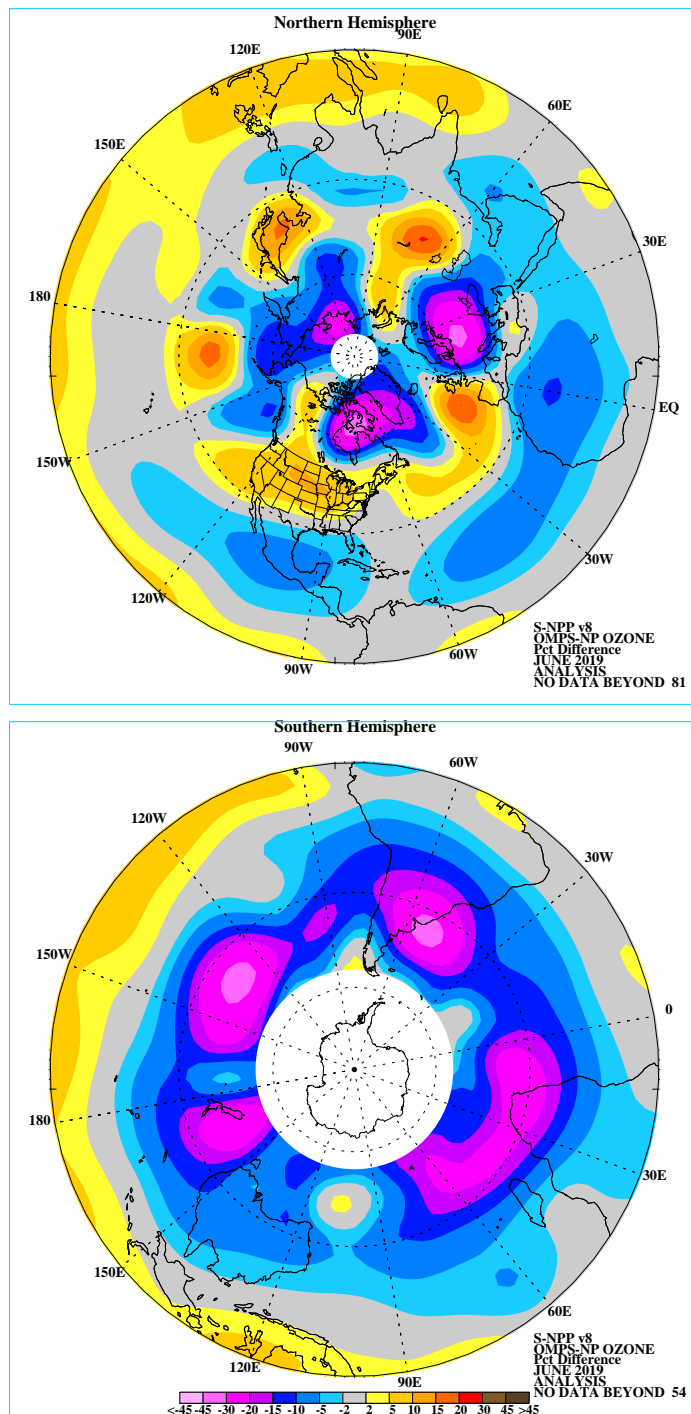 Northern Hemisphere
90E
120E
60E
150E
30E
180
EQ
150W
30W
120W
60W
90W
S-NPP v8
OMPS-NP OZONE
Pct Difference
JUNE 2019
ANALYSIS
NO DATA BEYOND 81
Southern Hemisphere
90W
60W
120W
30W
150W
0
180
30E
150E
60E
120E
90E
S-NPP v8
OMPS-NP OZONE
Pct Difference
JUNE 2019
ANALYSIS
NO DATA BEYOND 54
<-45 -45 -30 -20 -15 -10 -5 -2 2 5 10 15 20 30 45 >45